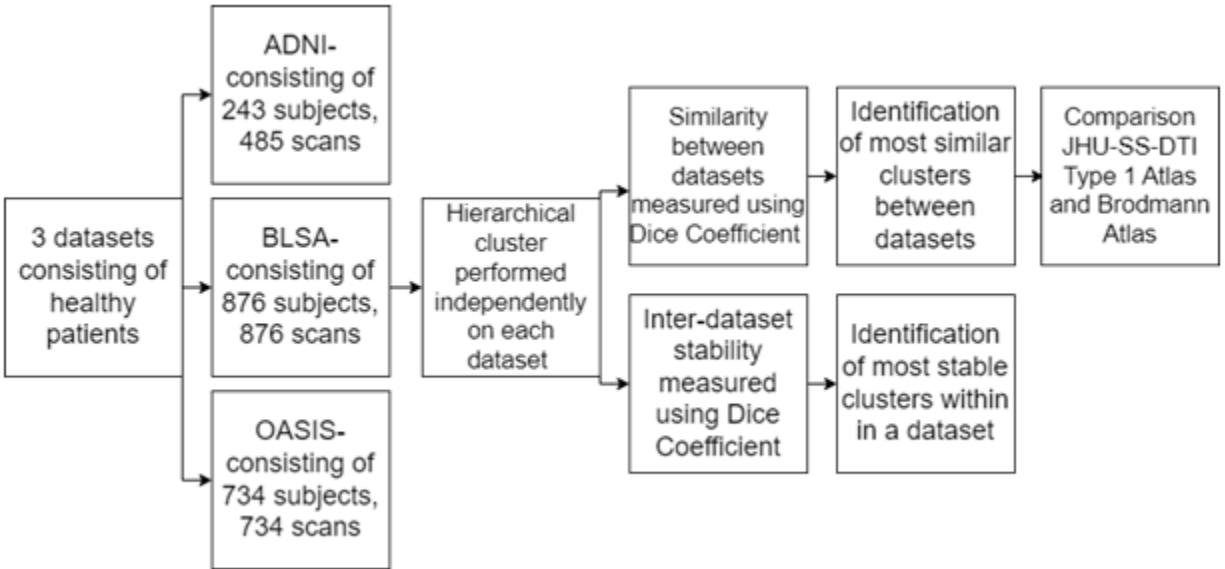 3 datasets
consisting of
healthy
patients
ADNI-
consisting of
243 subjects,
485 scans
BLSA-
consisting of
876 subjects,
876 scans
OASIS-
consisting of
734 subjects,
734 scans
Hierarchical
cluster
performed
independently
on each
dataset
Similarity
between
datasets
measured using
Dice Coefficient
Identification
of most similar
clusters
between
datasets
Comparison
JHU-SS-DTI
Type 1 Atlas
and Brodmann
Atlas
Inter-dataset
stability
measured
using Dice
Coefficient
Identification
of most stable
clusters within
in a dataset